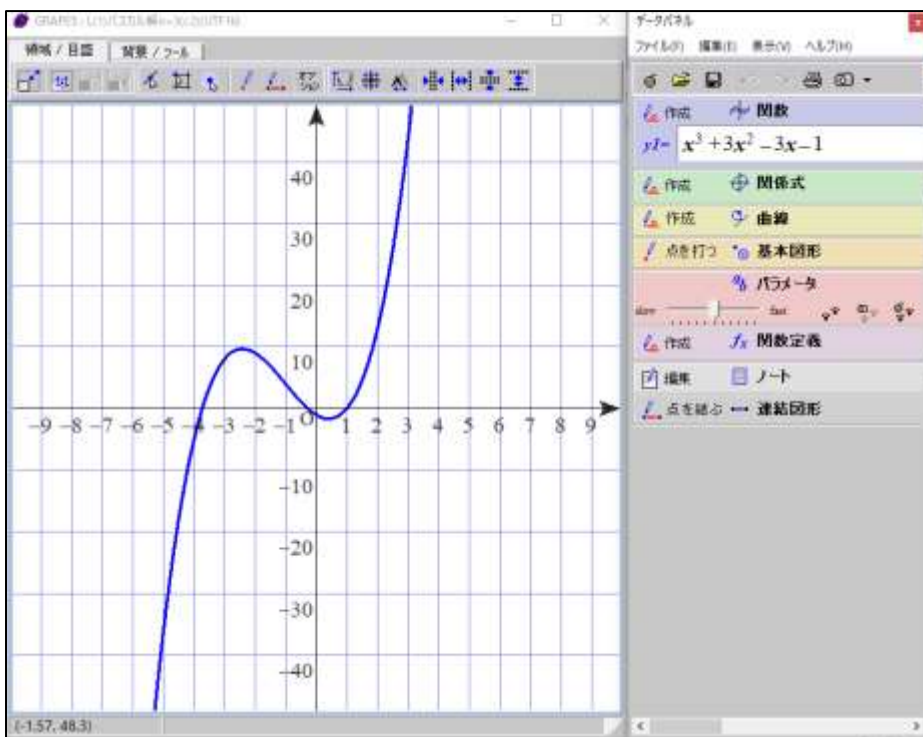 データパネル
領域 / 目盛 背景 / ツール
ファイル(F) 編集(E) 表示(V) ヘルプ(H)
作成 関数
y1= x³+3x²−3x−1
作成 関係式
作成 曲線
点を打つ 基本図形
パラメータ
slow fast
作成 関数定義
編集 ノート
点を結ぶ 連結図形
40
30
20
10
O
-9 -8 -7 -6 -5 -4 -3 -2 -1 1 2 3 4 5 6 7 8 9
-10
-20
-30
-40
(-1.57, 48.3)